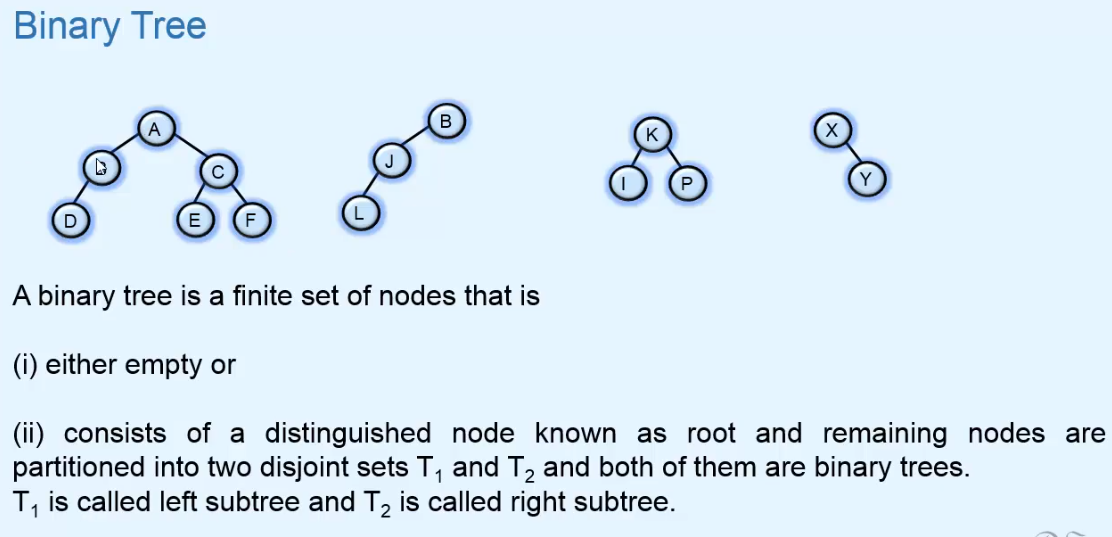 Binary Tree
A
B
K
X
J
C
I
P
Y
D
E
F
L
A binary tree is a finite set of nodes that is
(i) either empty or
(ii) consists of a distinguished node known as root and remaining nodes are
partitioned into two disjoint sets T₁ and T₂ and both of them are binary trees.
T₁ is called left subtree and T₂ is called right subtree.